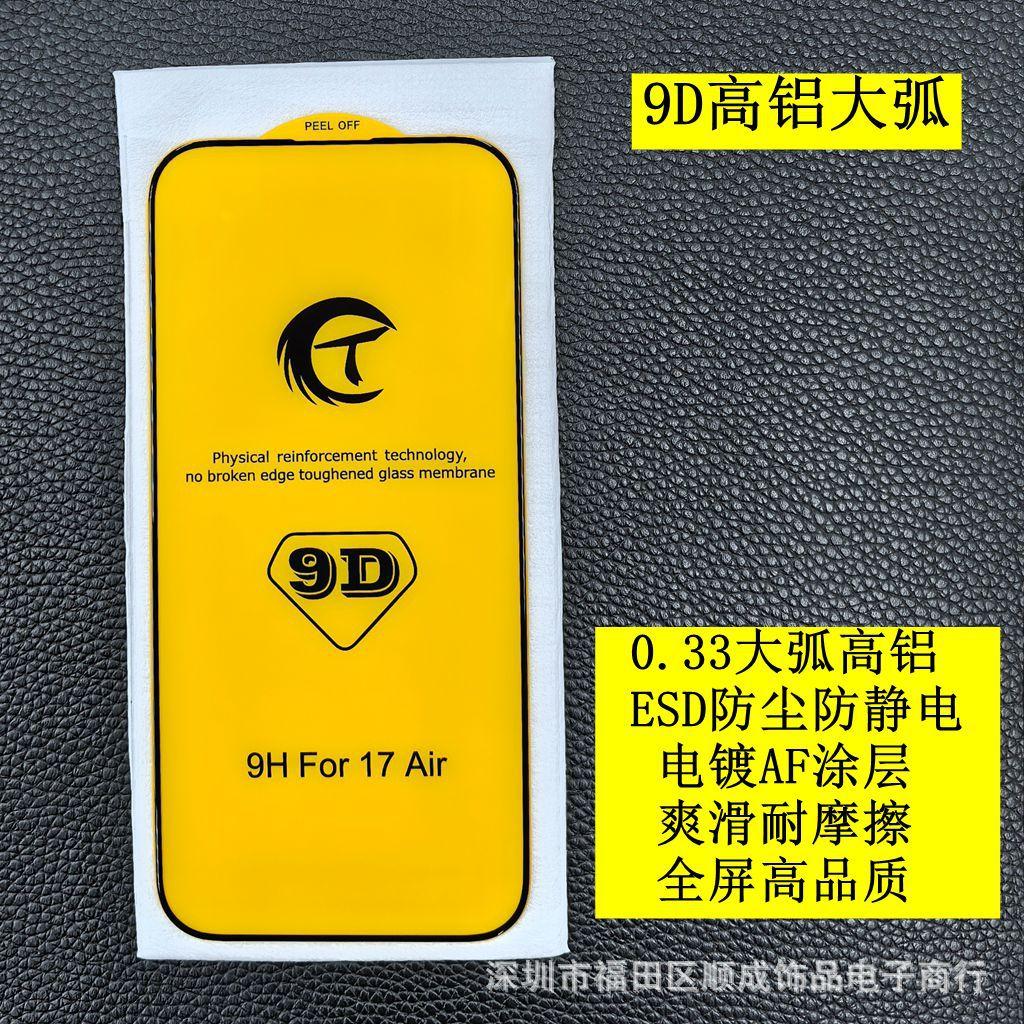 9D高铝大弧
PEEL OFF
CT
Physical reinforcement technology,
no broken edge toughened glass membrane
9D
9H For 17 Air
0.33大弧高铝
ESD防尘防静电
电镀AF涂层
爽滑耐摩擦
全屏高品质
深圳市福田区顺成饰品电子商行